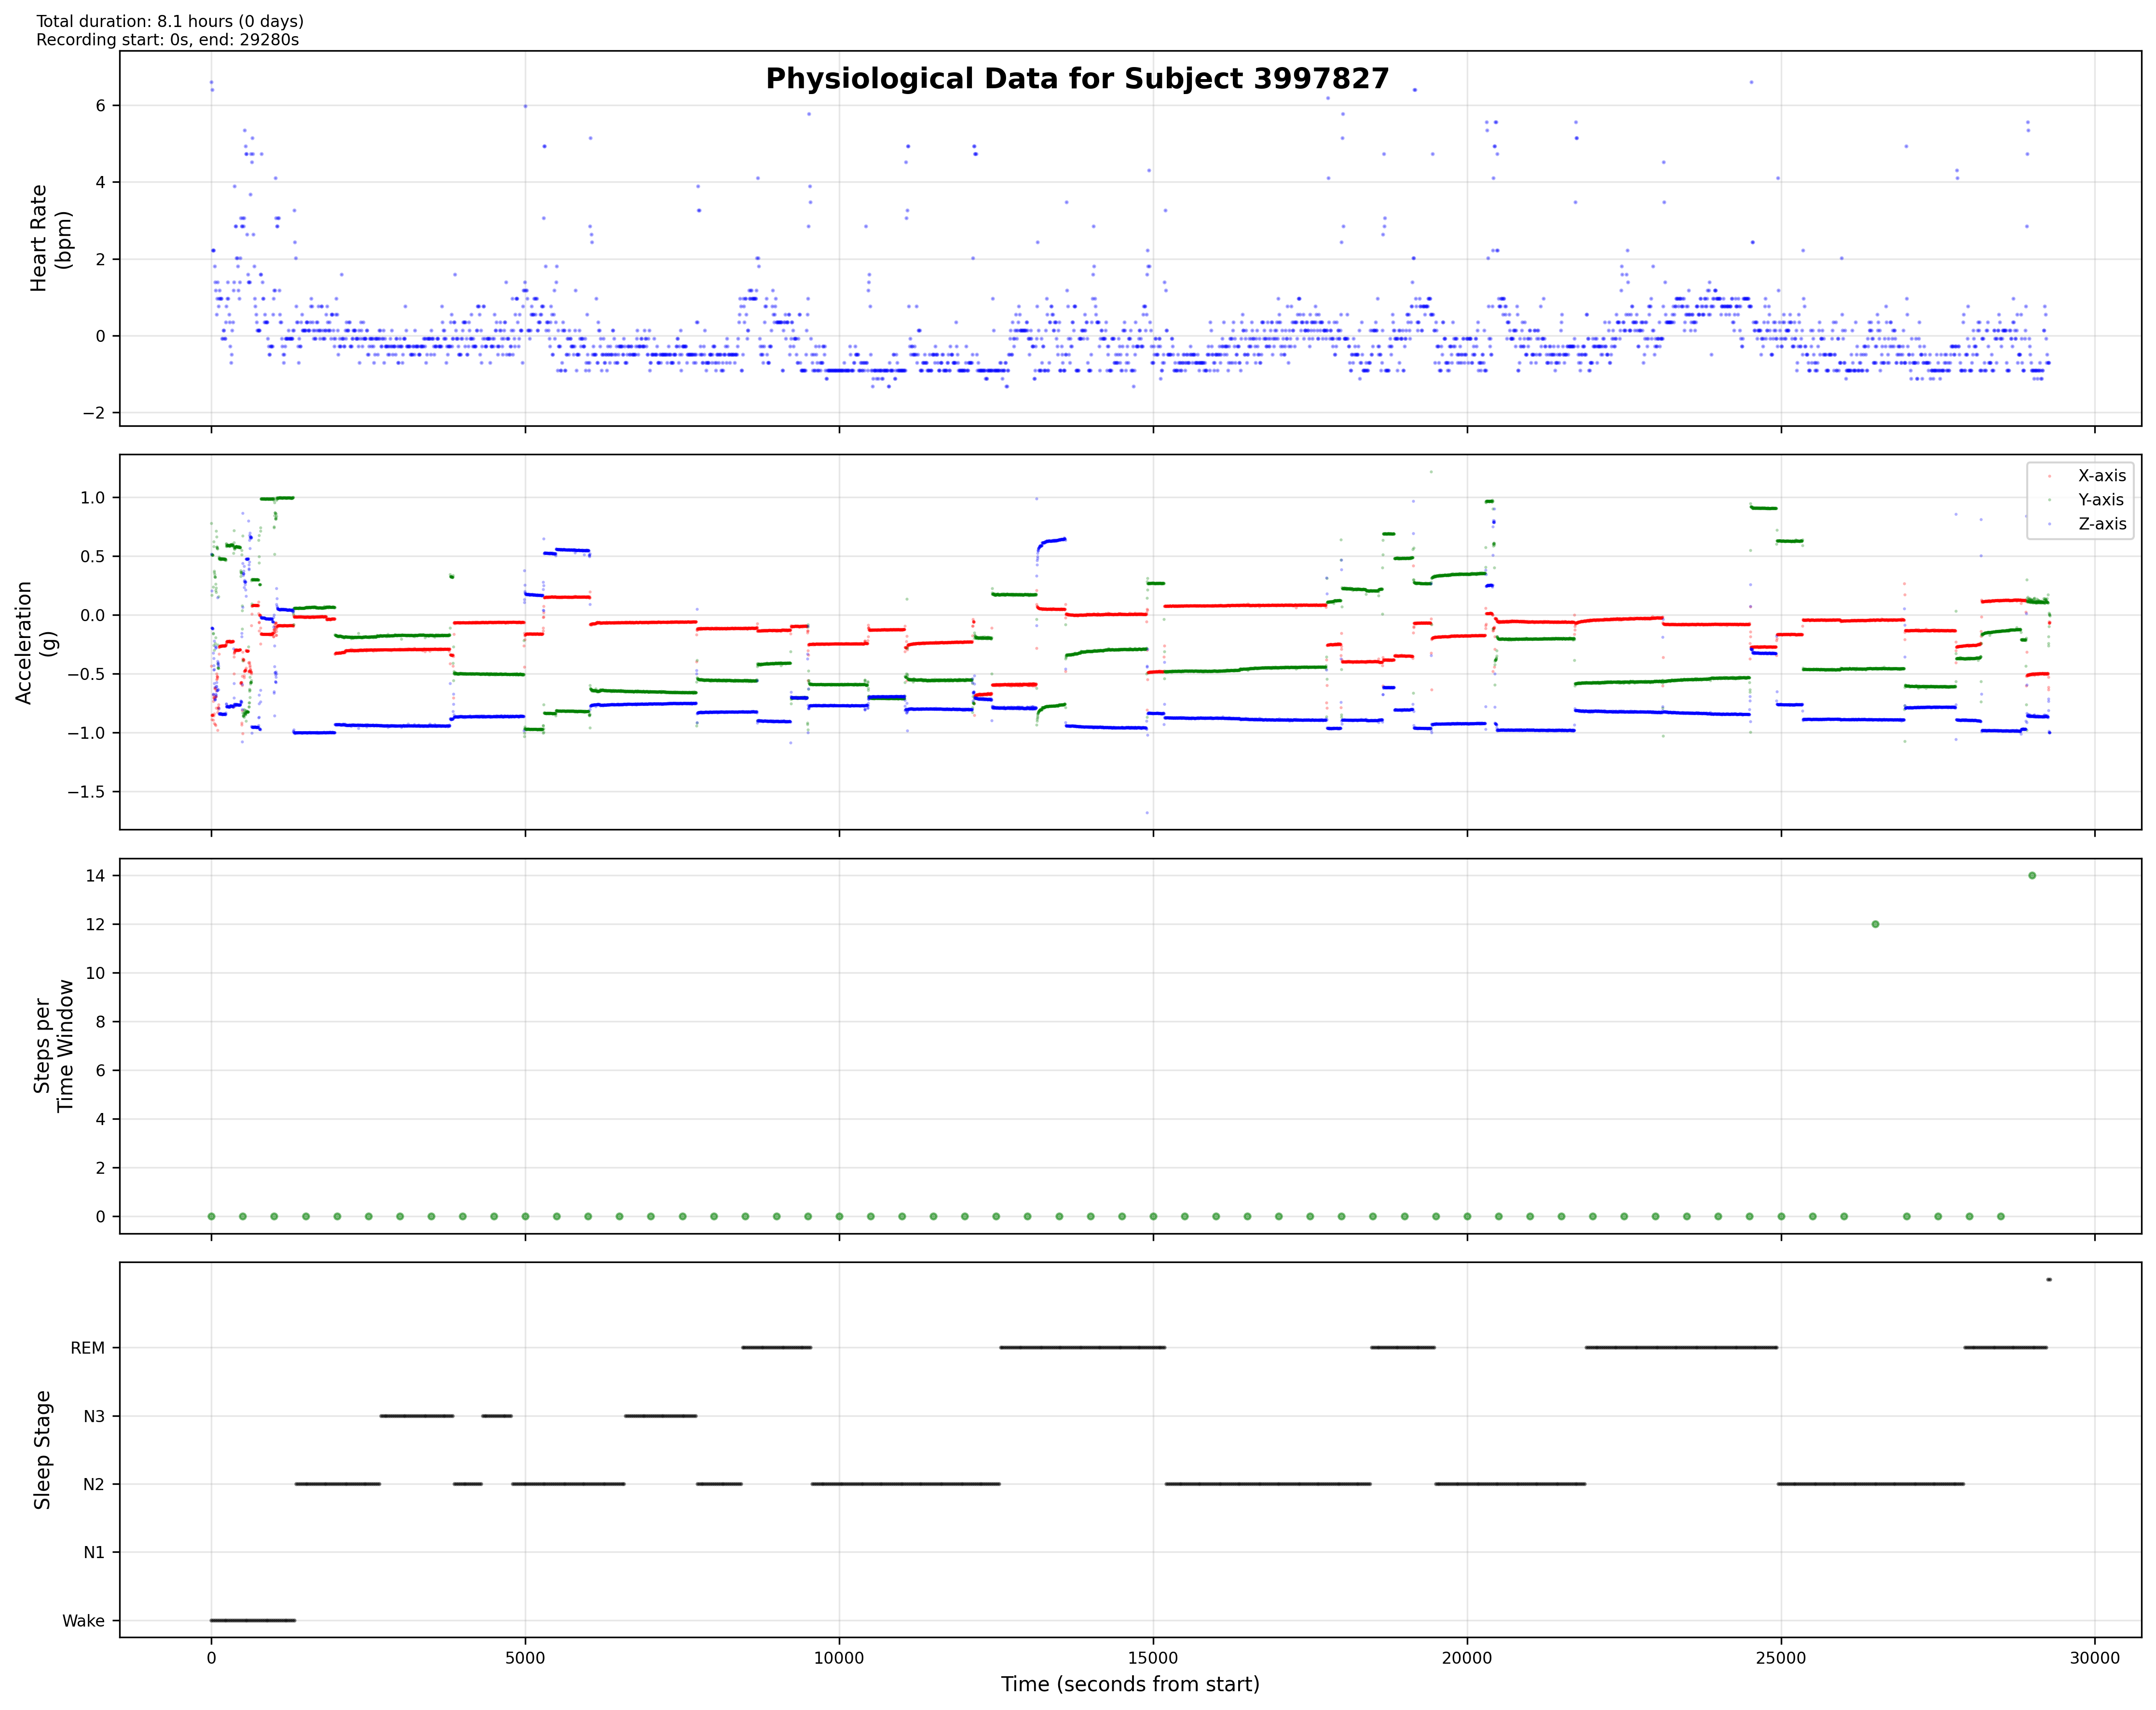 Total duration: 8.1 hours (0 days)
Recording start: 0s, end: 29280s
Physiological Data for Subject 3997827
Heart Rate
(bpm)
6
4
2
0
−2
Acceleration
(g)
1.0
0.5
0.0
−0.5
−1.0
−1.5
X-axis
Y-axis
Z-axis
Steps per
Time Window
14
12
10
8
6
4
2
0
Sleep Stage
REM
N3
N2
N1
Wake
0 5000 10000 15000 20000 25000 30000
Time (seconds from start)